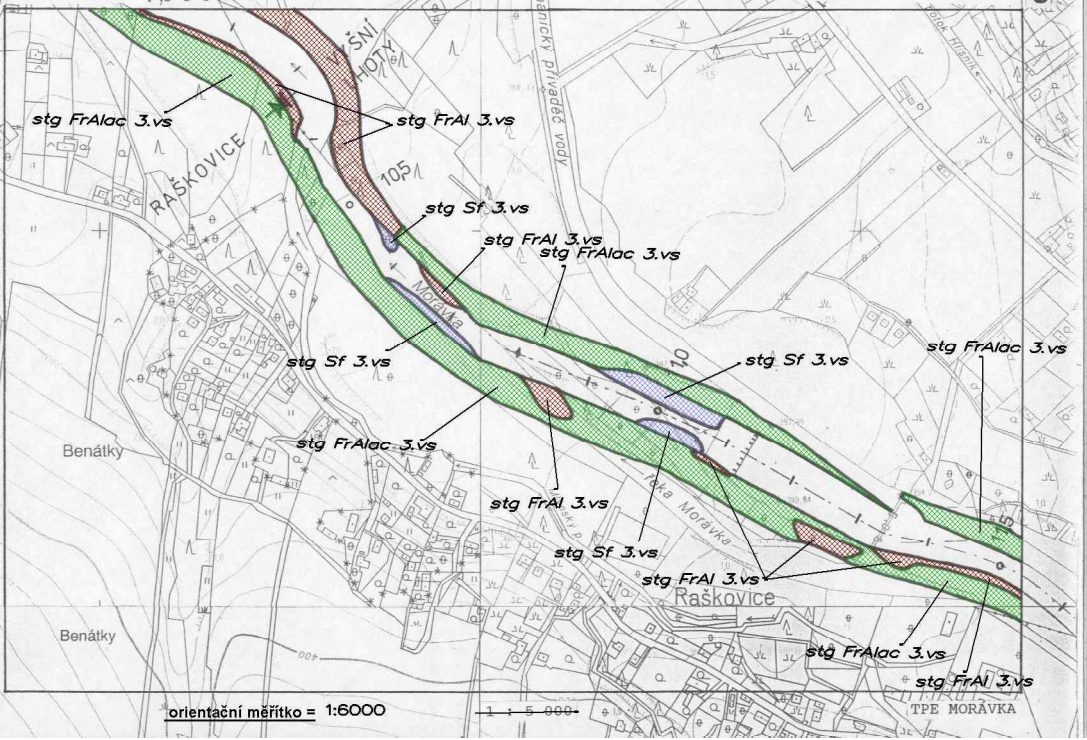 VYŠNÍ
HOTY
stg FrAlac 3.vs
stg FrAl 3.vs
RAŠKOVICE
105
stg Sf 3.vs
stg FrAl 3.vs
stg FrAlac 3.vs
Morávka
stg Sf 3.vs
10
stg Sf 3.vs
stg FrAlac 3.vs
stg FrAlac 3.vs
Benátky
stg FrAl 3.vs
řeka Morávka
stg Sf 3.vs
stg FrAl 3.vs
Raškovice
Benátky
stg FrAlac 3.vs
stg FrAl 3.vs
400
orientační měřítko = 1:6000
1 : 5 000
TPE MORÁVKA